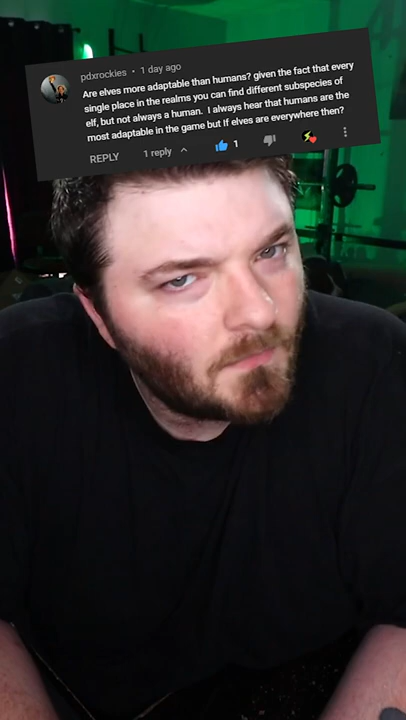 pdxrockies • 1 day ago
Are elves more adaptable than humans? given the fact that every
single place in the realms you can find different subspecies of
elf, but not always a human. I always hear that humans are the
most adaptable in the game but If elves are everywhere then?
REPLY 1 reply 1